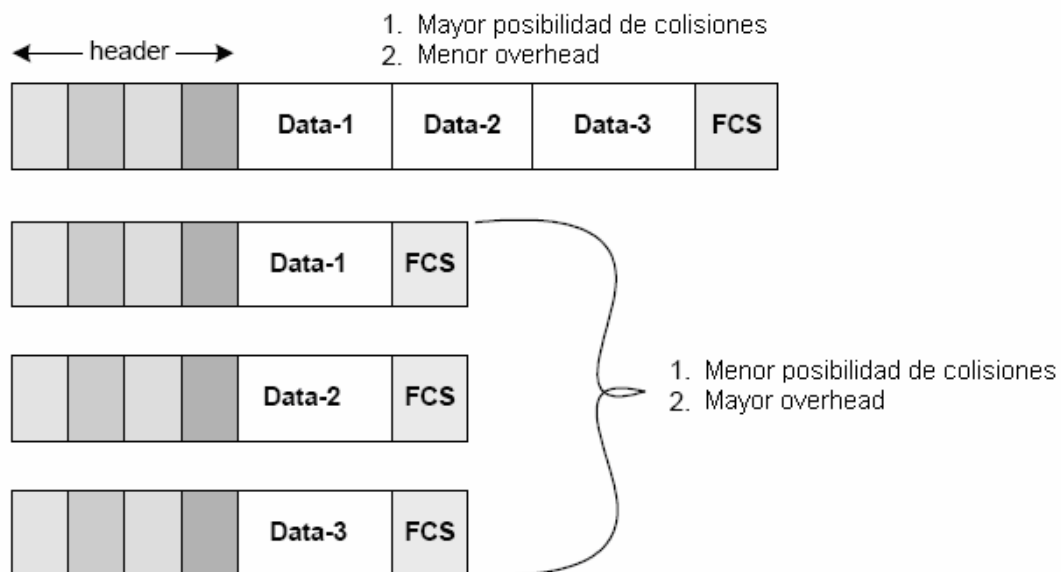 1. Mayor posibilidad de colisiones
2. Menor overhead
header
Data-1 Data-2 Data-3 FCS
Data-1 FCS
Data-2 FCS
1. Menor posibilidad de colisiones
2. Mayor overhead
Data-3 FCS